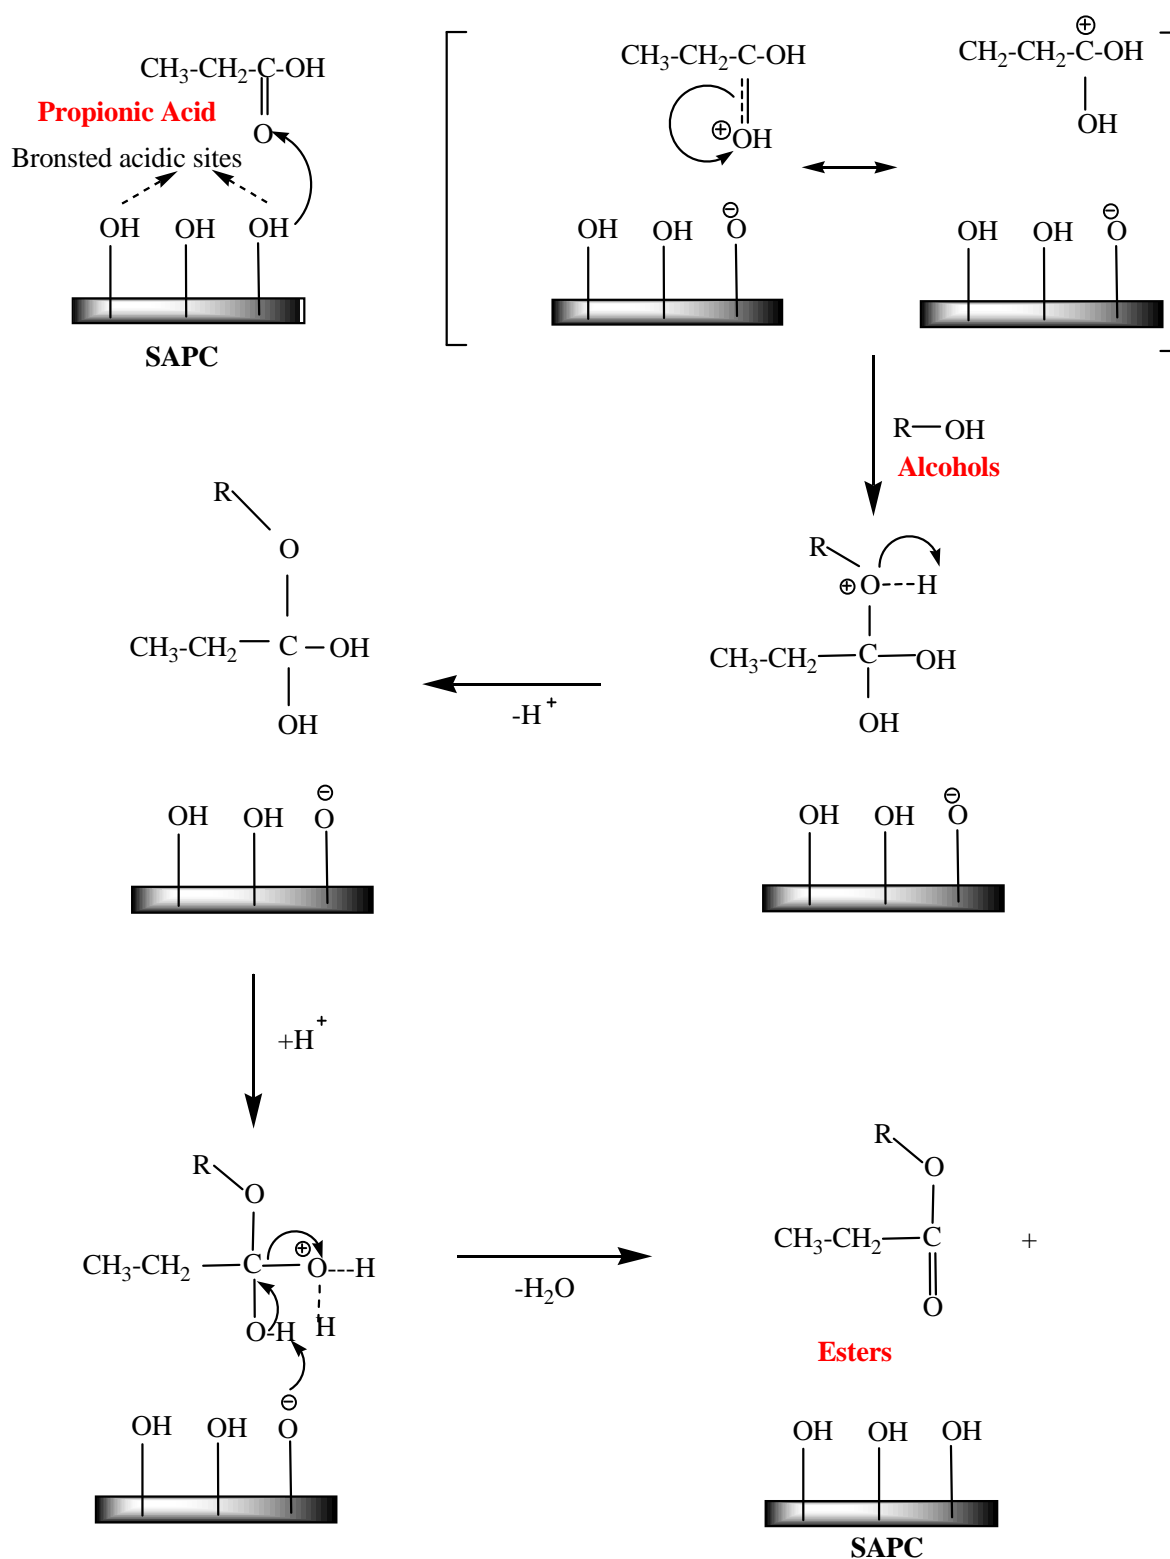 CH3-CH2-C-OH
O
Propionic Acid
Bronsted acidic sites
OH OH OH
SAPC
CH3-CH2-C-OH
⊕OH
OH OH O⊖
CH2-CH2-C⊕-OH
OH
OH OH O⊖
R—OH
Alcohols
R
⊕O---H
CH3-CH2—C—OH
OH
OH OH O⊖
-H+
R
O
CH3-CH2—C—OH
OH
OH OH O⊖
+H+
R
O
CH3-CH2—C—O⊕---H
O-H H
OH OH O⊖
-H2O
R
O
CH3-CH2—C +
O
Esters
OH OH OH
SAPC